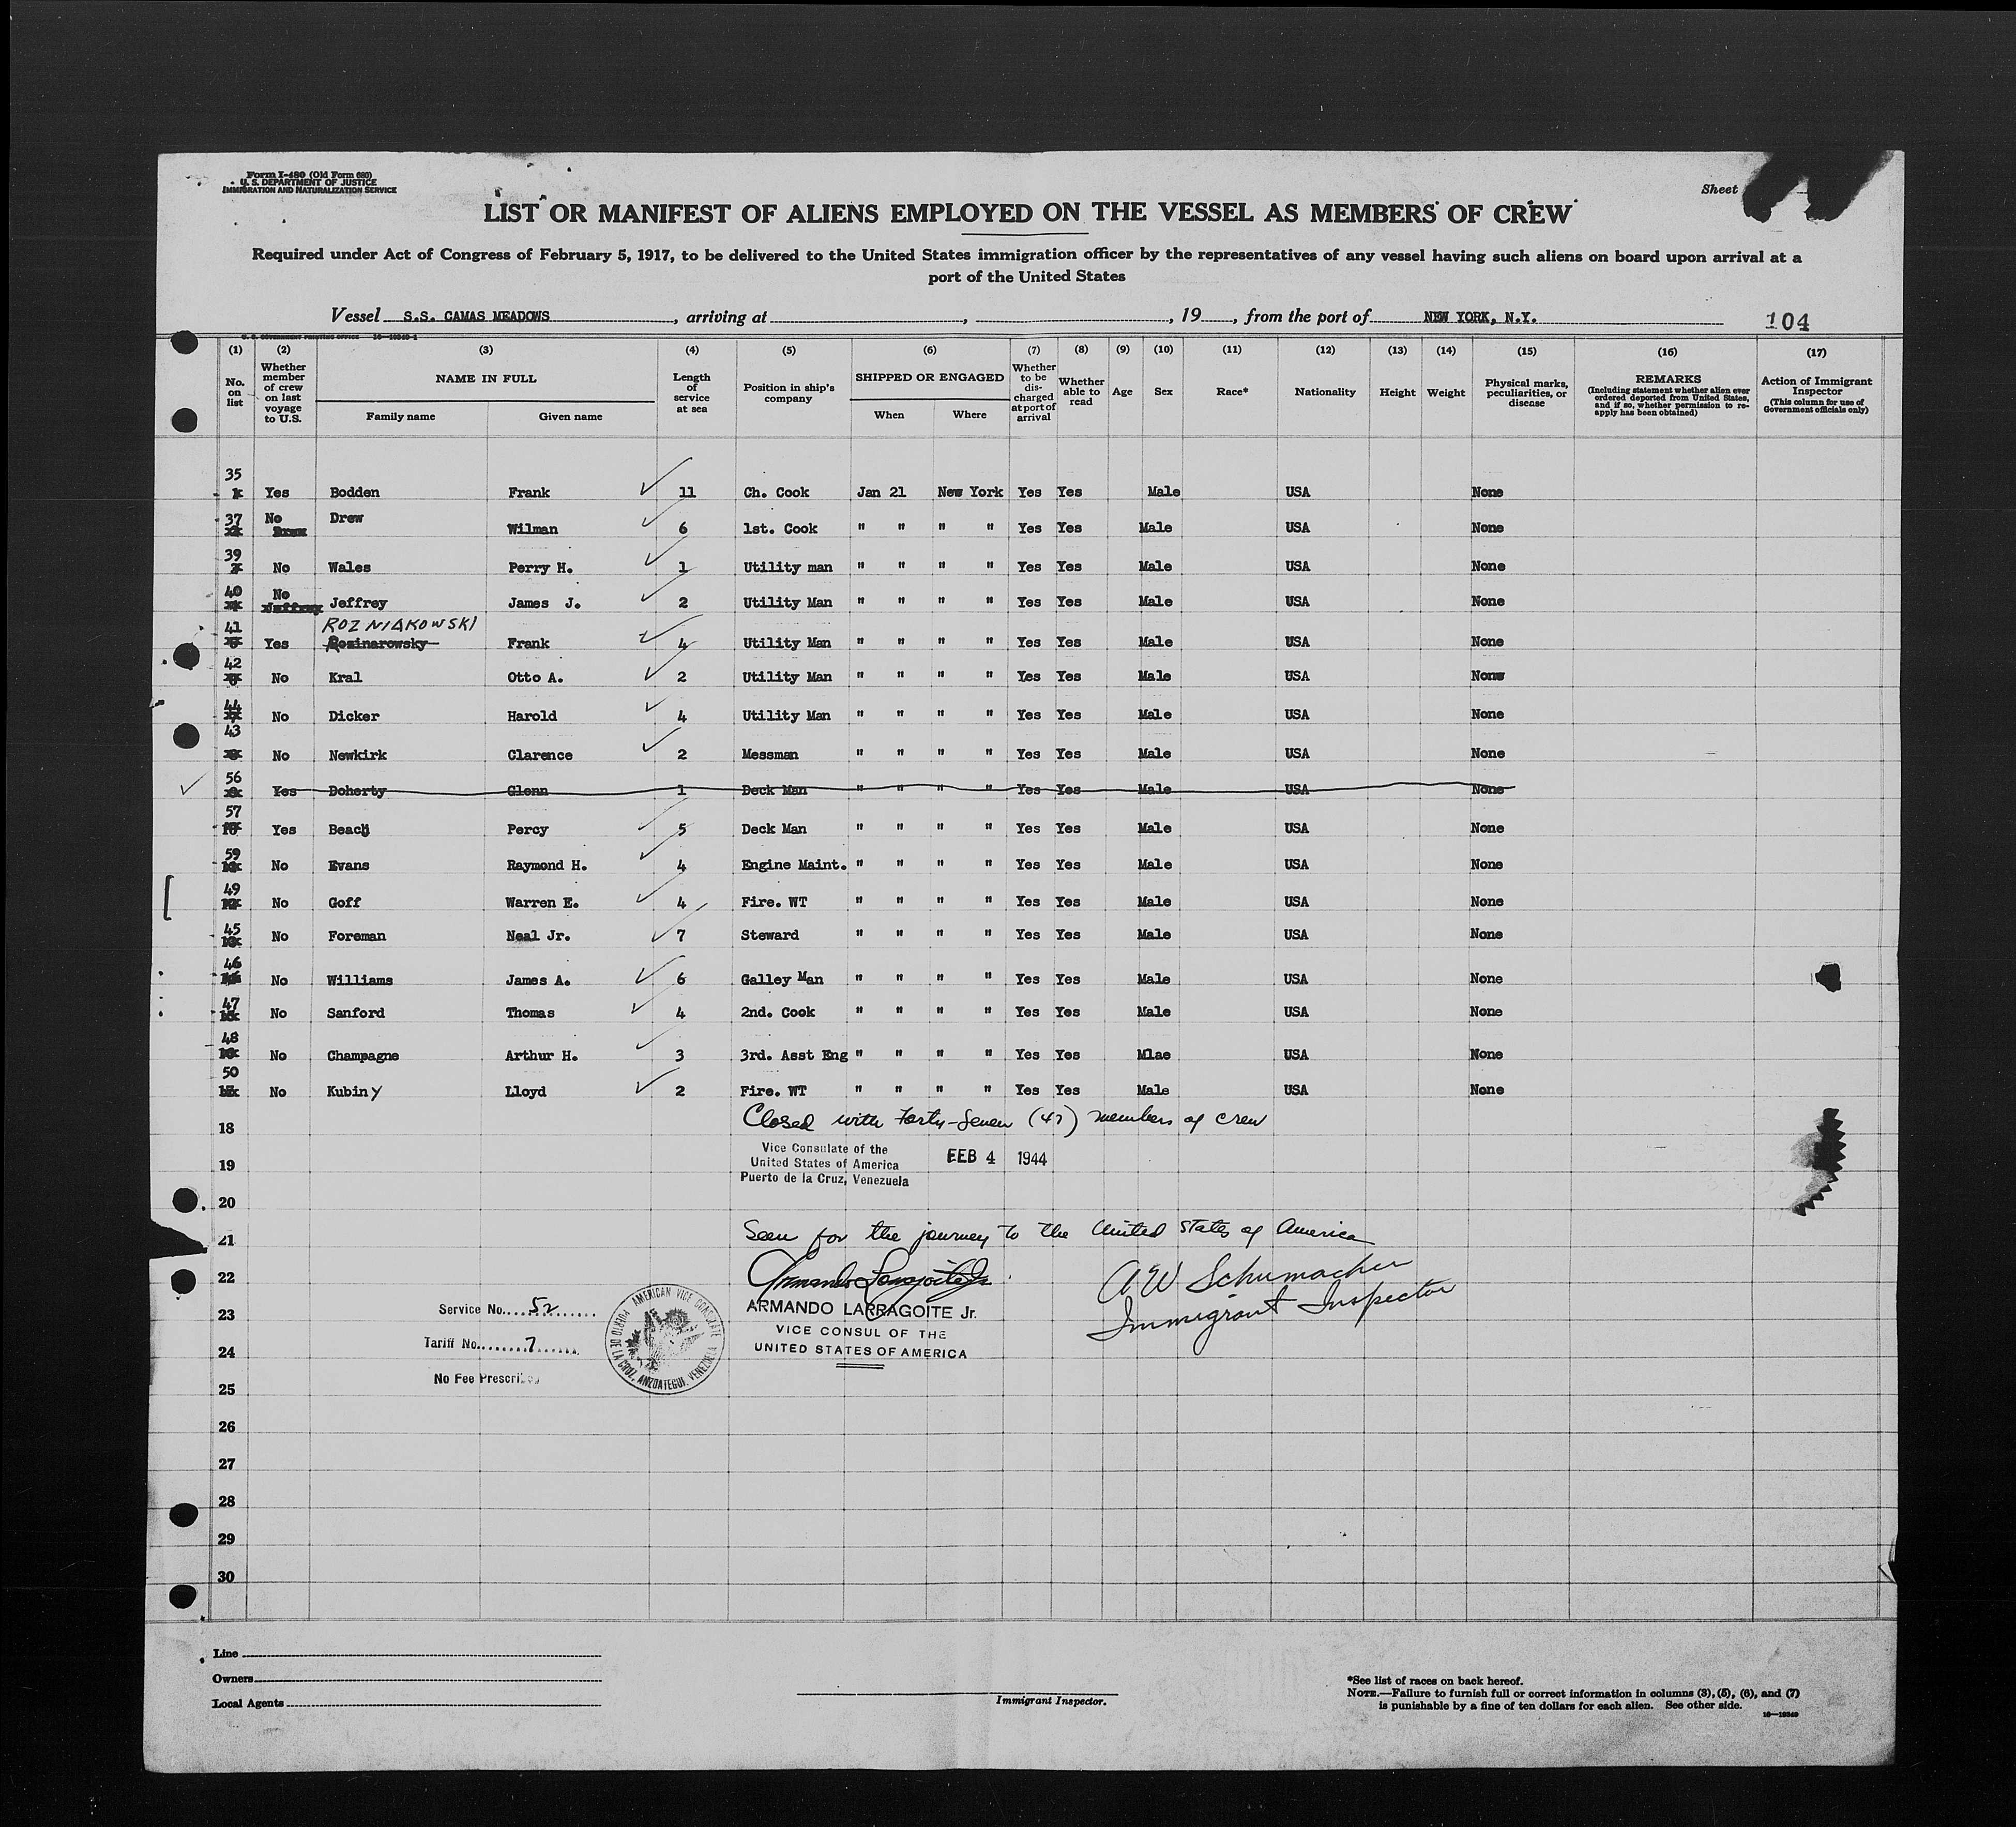 Form I-480 (Old Form 680)
U. S. DEPARTMENT OF JUSTICE
IMMIGRATION AND NATURALIZATION SERVICE
Sheet
LIST OR MANIFEST OF ALIENS EMPLOYED ON THE VESSEL AS MEMBERS OF CREW
Required under Act of Congress of February 5, 1917, to be delivered to the United States immigration officer by the representatives of any vessel having such aliens on board upon arrival at a
port of the United States
Vessel S.S. CAMAS MEADOWS, arriving at , , 19 , from the port of NEW YORK, N.Y. 104
U. S. GOVERNMENT PRINTING OFFICE 16-19349-1
(1) (2) (3) (4) (5) (6) (7) (8) (9) (10) (11) (12) (13) (14) (15) (16) (17)
No. on list
Whether member of crew on last voyage to U.S.
NAME IN FULL
Family name Given name
Length of service at sea
Position in ship's company
SHIPPED OR ENGAGED
When Where
Whether to be discharged at port of arrival
Whether able to read
Age
Sex
Race*
Nationality
Height
Weight
Physical marks, peculiarities, or disease
REMARKS
(Including statement whether alien ever ordered deported from United States, and if so, whether permission to reapply has been obtained)
Action of Immigrant Inspector
(This column for use of Government officials only)
35 Yes Bodden Frank 11 Ch. Cook Jan 21 New York Yes Yes Male USA None
37 No Drew Wilman 6 1st. Cook " " " " Yes Yes Male USA None
39 No Wales Perry H. 1 Utility man " " " " Yes Yes Male USA None
40 No Jeffrey Jeffrey James J. 2 Utility Man " " " " Yes Yes Male USA None
ROZNIAKOWSKI
41 Yes Rozinarowsky Frank 4 Utility Man " " " " Yes Yes Male USA None
42 No Kral Otto A. 2 Utility Man " " " " Yes Yes Male USA None
44 No Dicker Harold 4 Utility Man " " " " Yes Yes Male USA None
43 No Newkirk Clarence 2 Messman " " " " Yes Yes Male USA None
56 Yes Doherty Glenn 1 Deck Man " " " " Yes Yes Male USA None
57 Yes Beach Percy 5 Deck Man " " " " Yes Yes Male USA None
59 No Evans Raymond H. 4 Engine Maint. " " " " Yes Yes Male USA None
49 No Goff Warren E. 4 Fire. WT " " " " Yes Yes Male USA None
45 No Foreman Neal Jr. 7 Steward " " " " Yes Yes Male USA None
46 No Williams James A. 6 Galley Man " " " " Yes Yes Male USA None
47 No Sanford Thomas 4 2nd. Cook " " " " Yes Yes Male USA None
48 No Champagne Arthur H. 3 3rd. Asst Eng " " " " Yes Yes Mlae USA None
50 No Kubiny Lloyd 2 Fire. WT " " " " Yes Yes Male USA None
Closed with Forty-Seven (47) members of crew
18
Vice Consulate of the
United States of America
Puerto de la Cruz, Venezuela
FEB 4 1944
19
20
Seen for the journey to the United States of America
21
Armando Larragoite Jr.
22
A W Schumacher
Immigrant Inspector
ARMANDO LARRAGOITE Jr.
VICE CONSUL OF THE
UNITED STATES OF AMERICA
23
24
Service No. 52
Tariff No. 7
No Fee Prescribed
AMERICAN VICE CONSULATE PUERTO DE LA CRUZ, ANZOATEGUI, VENEZUELA
25
26
27
28
29
30
Line
Owners
Local Agents
Immigrant Inspector.
*See list of races on back hereof.
NOTE.—Failure to furnish full or correct information in columns (3), (5), (6), and (7)
is punishable by a fine of ten dollars for each alien. See other side.
16—19349